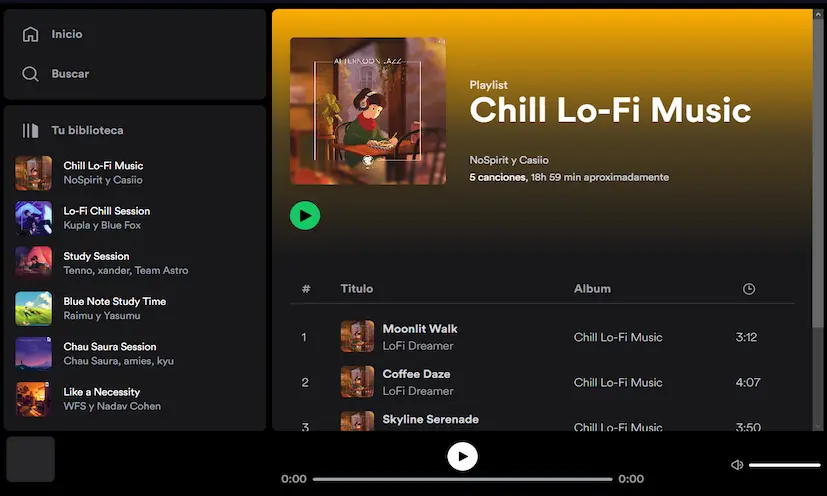 Inicio
Buscar
Tu biblioteca
Chill Lo-Fi Music
NoSpirit y Casiio
Lo-Fi Chill Session
Kupla y Blue Fox
Study Session
Tenno, xander, Team Astro
Blue Note Study Time
Raimu y Yasumu
Chau Saura Session
Chau Saura, amies, kyu
Like a Necessity
WFS y Nadav Cohen
AFTERNOON JAZZ
Playlist
Chill Lo-Fi Music
NoSpirit y Casiio
5 canciones, 18h 59 min aproximadamente
# Titulo Album
1 Moonlit Walk Chill Lo-Fi Music 3:12
LoFi Dreamer
2 Coffee Daze Chill Lo-Fi Music 4:07
LoFi Dreamer
3 Skyline Serenade Chill Lo-Fi Music 3:50
0:00 0:00